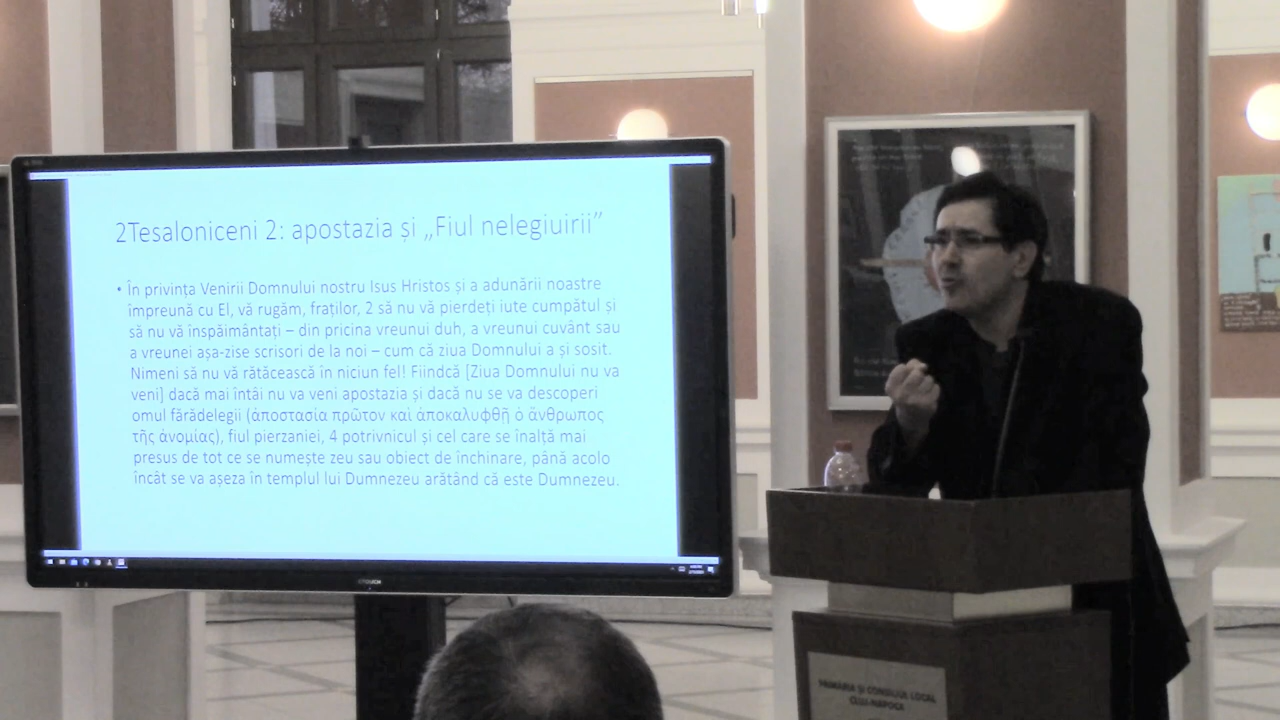 2Tesaloniceni 2: apostazia și „Fiul nelegiuirii”
• În privința Venirii Domnului nostru Isus Hristos și a adunării noastre
împreună cu El, vă rugăm, fraților, 2 să nu vă pierdeți iute cumpătul și
să nu vă înspăimântați – din pricina vreunui duh, a vreunui cuvânt sau
a vreunei așa-zise scrisori de la noi – cum că ziua Domnului a și sosit.
Nimeni să nu vă rătăcească în niciun fel! Fiindcă [Ziua Domnului nu va
veni] dacă mai întâi nu va veni apostazia și dacă nu se va descoperi
omul fărădelegii (ἀποστασία πρῶτον καὶ ἀποκαλυφθῇ ὁ ἄνθρωπος
τῆς ἀνομίας), fiul pierzaniei, 4 potrivnicul și cel care se înalță mai
presus de tot ce se numește zeu sau obiect de închinare, până acolo
încât se va așeza în templul lui Dumnezeu arătând că este Dumnezeu.
PRIMĂRIA ȘI CONSILIUL LOCAL
CLUJ-NAPOCA